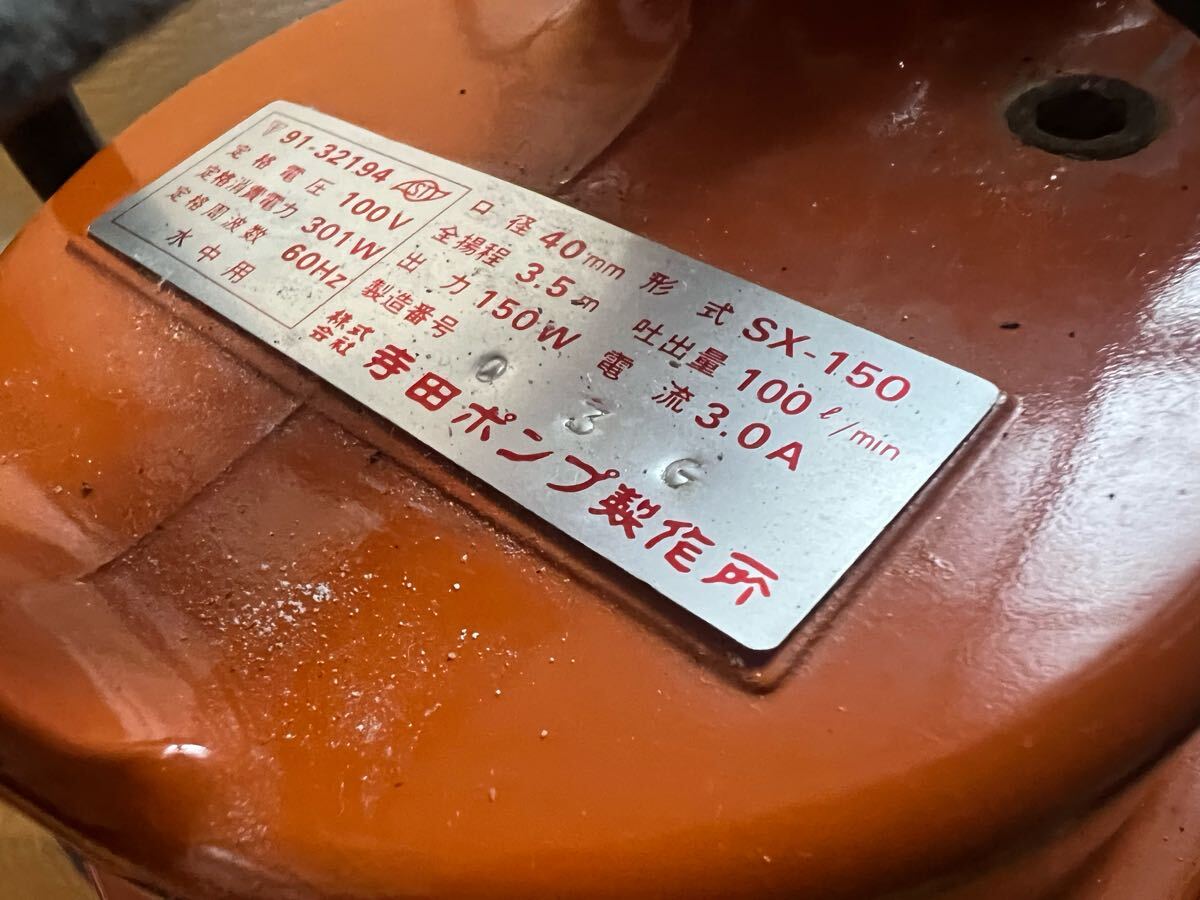 ▽91-32194 STT
定格電圧 100V
定格消費電力 301W
定格周波数 60Hz
水中用
口径 40mm 形式 SX-150
全揚程 3.5m 吐出量 100ℓ/min
出力 150W 電流 3.0A
製造番号 0 3 G
株式会社 寺田ポンプ製作所